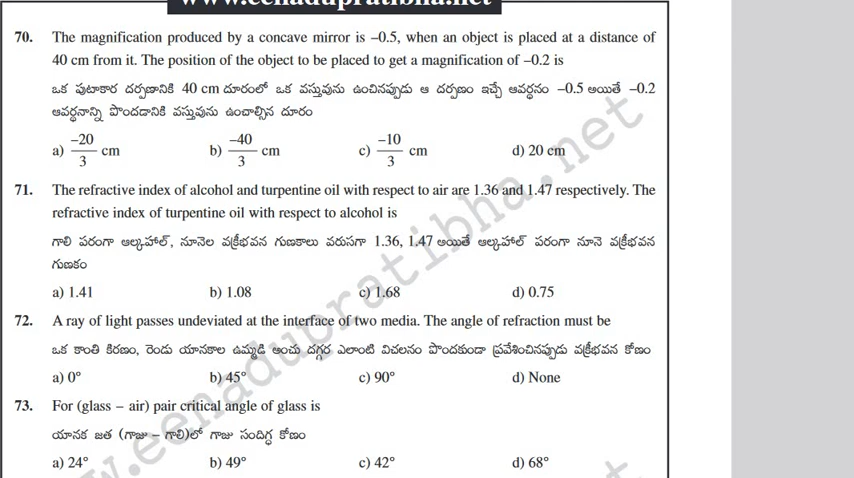 www.eenadupratibha.net
70. The magnification produced by a concave mirror is –0.5, when an object is placed at a distance of
40 cm from it. The position of the object to be placed to get a magnification of –0.2 is
ఒక పుటాకార దర్పణానికి 40 cm దూరంలో ఒక వస్తువును ఉంచినప్పుడు ఆ దర్పణం ఇచ్చే ఆవర్ధనం –0.5 అయితే –0.2
ఆవర్ధనాన్ని పొందడానికి వస్తువును ఉంచాల్సిన దూరం
a) –20/3 cm b) –40/3 cm c) –10/3 cm d) 20 cm
71. The refractive index of alcohol and turpentine oil with respect to air are 1.36 and 1.47 respectively. The
refractive index of turpentine oil with respect to alcohol is
గాలి పరంగా ఆల్కహాల్, నూనెల వక్రీభవన గుణకాలు వరుసగా 1.36, 1.47 అయితే ఆల్కహాల్ పరంగా నూనె వక్రీభవన
గుణకం
a) 1.41 b) 1.08 c) 1.68 d) 0.75
72. A ray of light passes undeviated at the interface of two media. The angle of refraction must be
ఒక కాంతి కిరణం, రెండు యానకాల ఉమ్మడి అంచు దగ్గర ఎలాంటి విచలనం పొందకుండా ప్రవేశించినప్పుడు వక్రీభవన కోణం
a) 0° b) 45° c) 90° d) None
73. For (glass – air) pair critical angle of glass is
యానక జత (గాజు – గాలి)లో గాజు సందిగ్ధ కోణం
a) 24° b) 49° c) 42° d) 68°
w.eenadupratibha.net